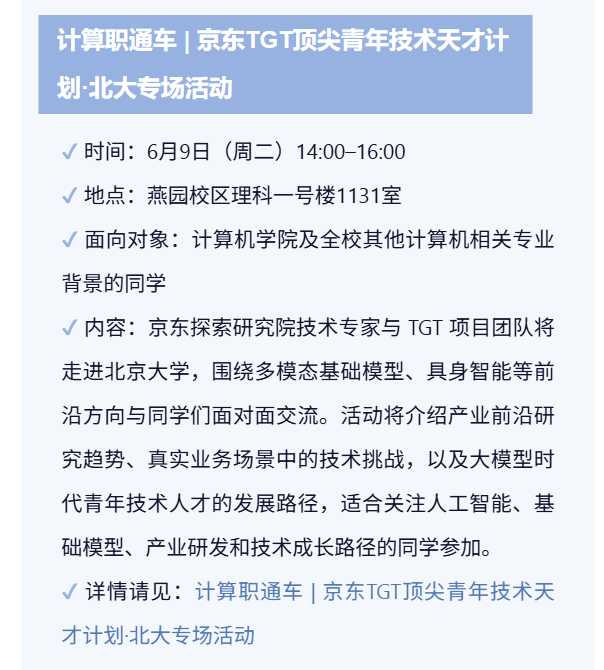 计算职通车 | 京东TGT顶尖青年技术天才计
划·北大专场活动
✓ 时间：6月9日（周二）14:00–16:00
✓ 地点：燕园校区理科一号楼1131室
✓ 面向对象：计算机学院及全校其他计算机相关专业
背景的同学
✓ 内容：京东探索研究院技术专家与 TGT 项目团队将
走进北京大学，围绕多模态基础模型、具身智能等前
沿方向与同学们面对面交流。活动将介绍产业前沿研
究趋势、真实业务场景中的技术挑战，以及大模型时
代青年技术人才的发展路径，适合关注人工智能、基
础模型、产业研发和技术成长路径的同学参加。
✓ 详情请见：计算职通车 | 京东TGT顶尖青年技术天
才计划·北大专场活动